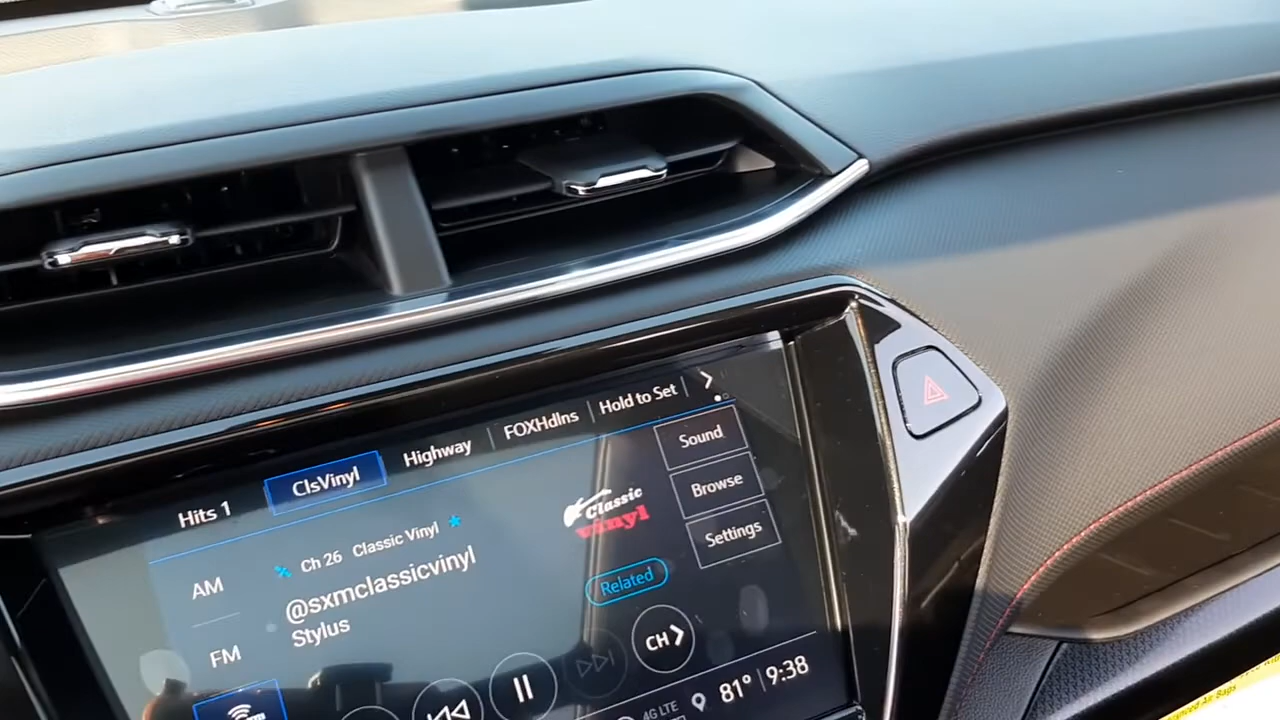 Hits 1 ClsVinyl Highway FOXHdlns Hold to Set
Sound
Browse
Settings
Ch 26 Classic Vinyl
Classic
vinyl
@sxmclassicvinyl
Stylus
Related
AM
FM
CH
4G LTE 81° 9:38